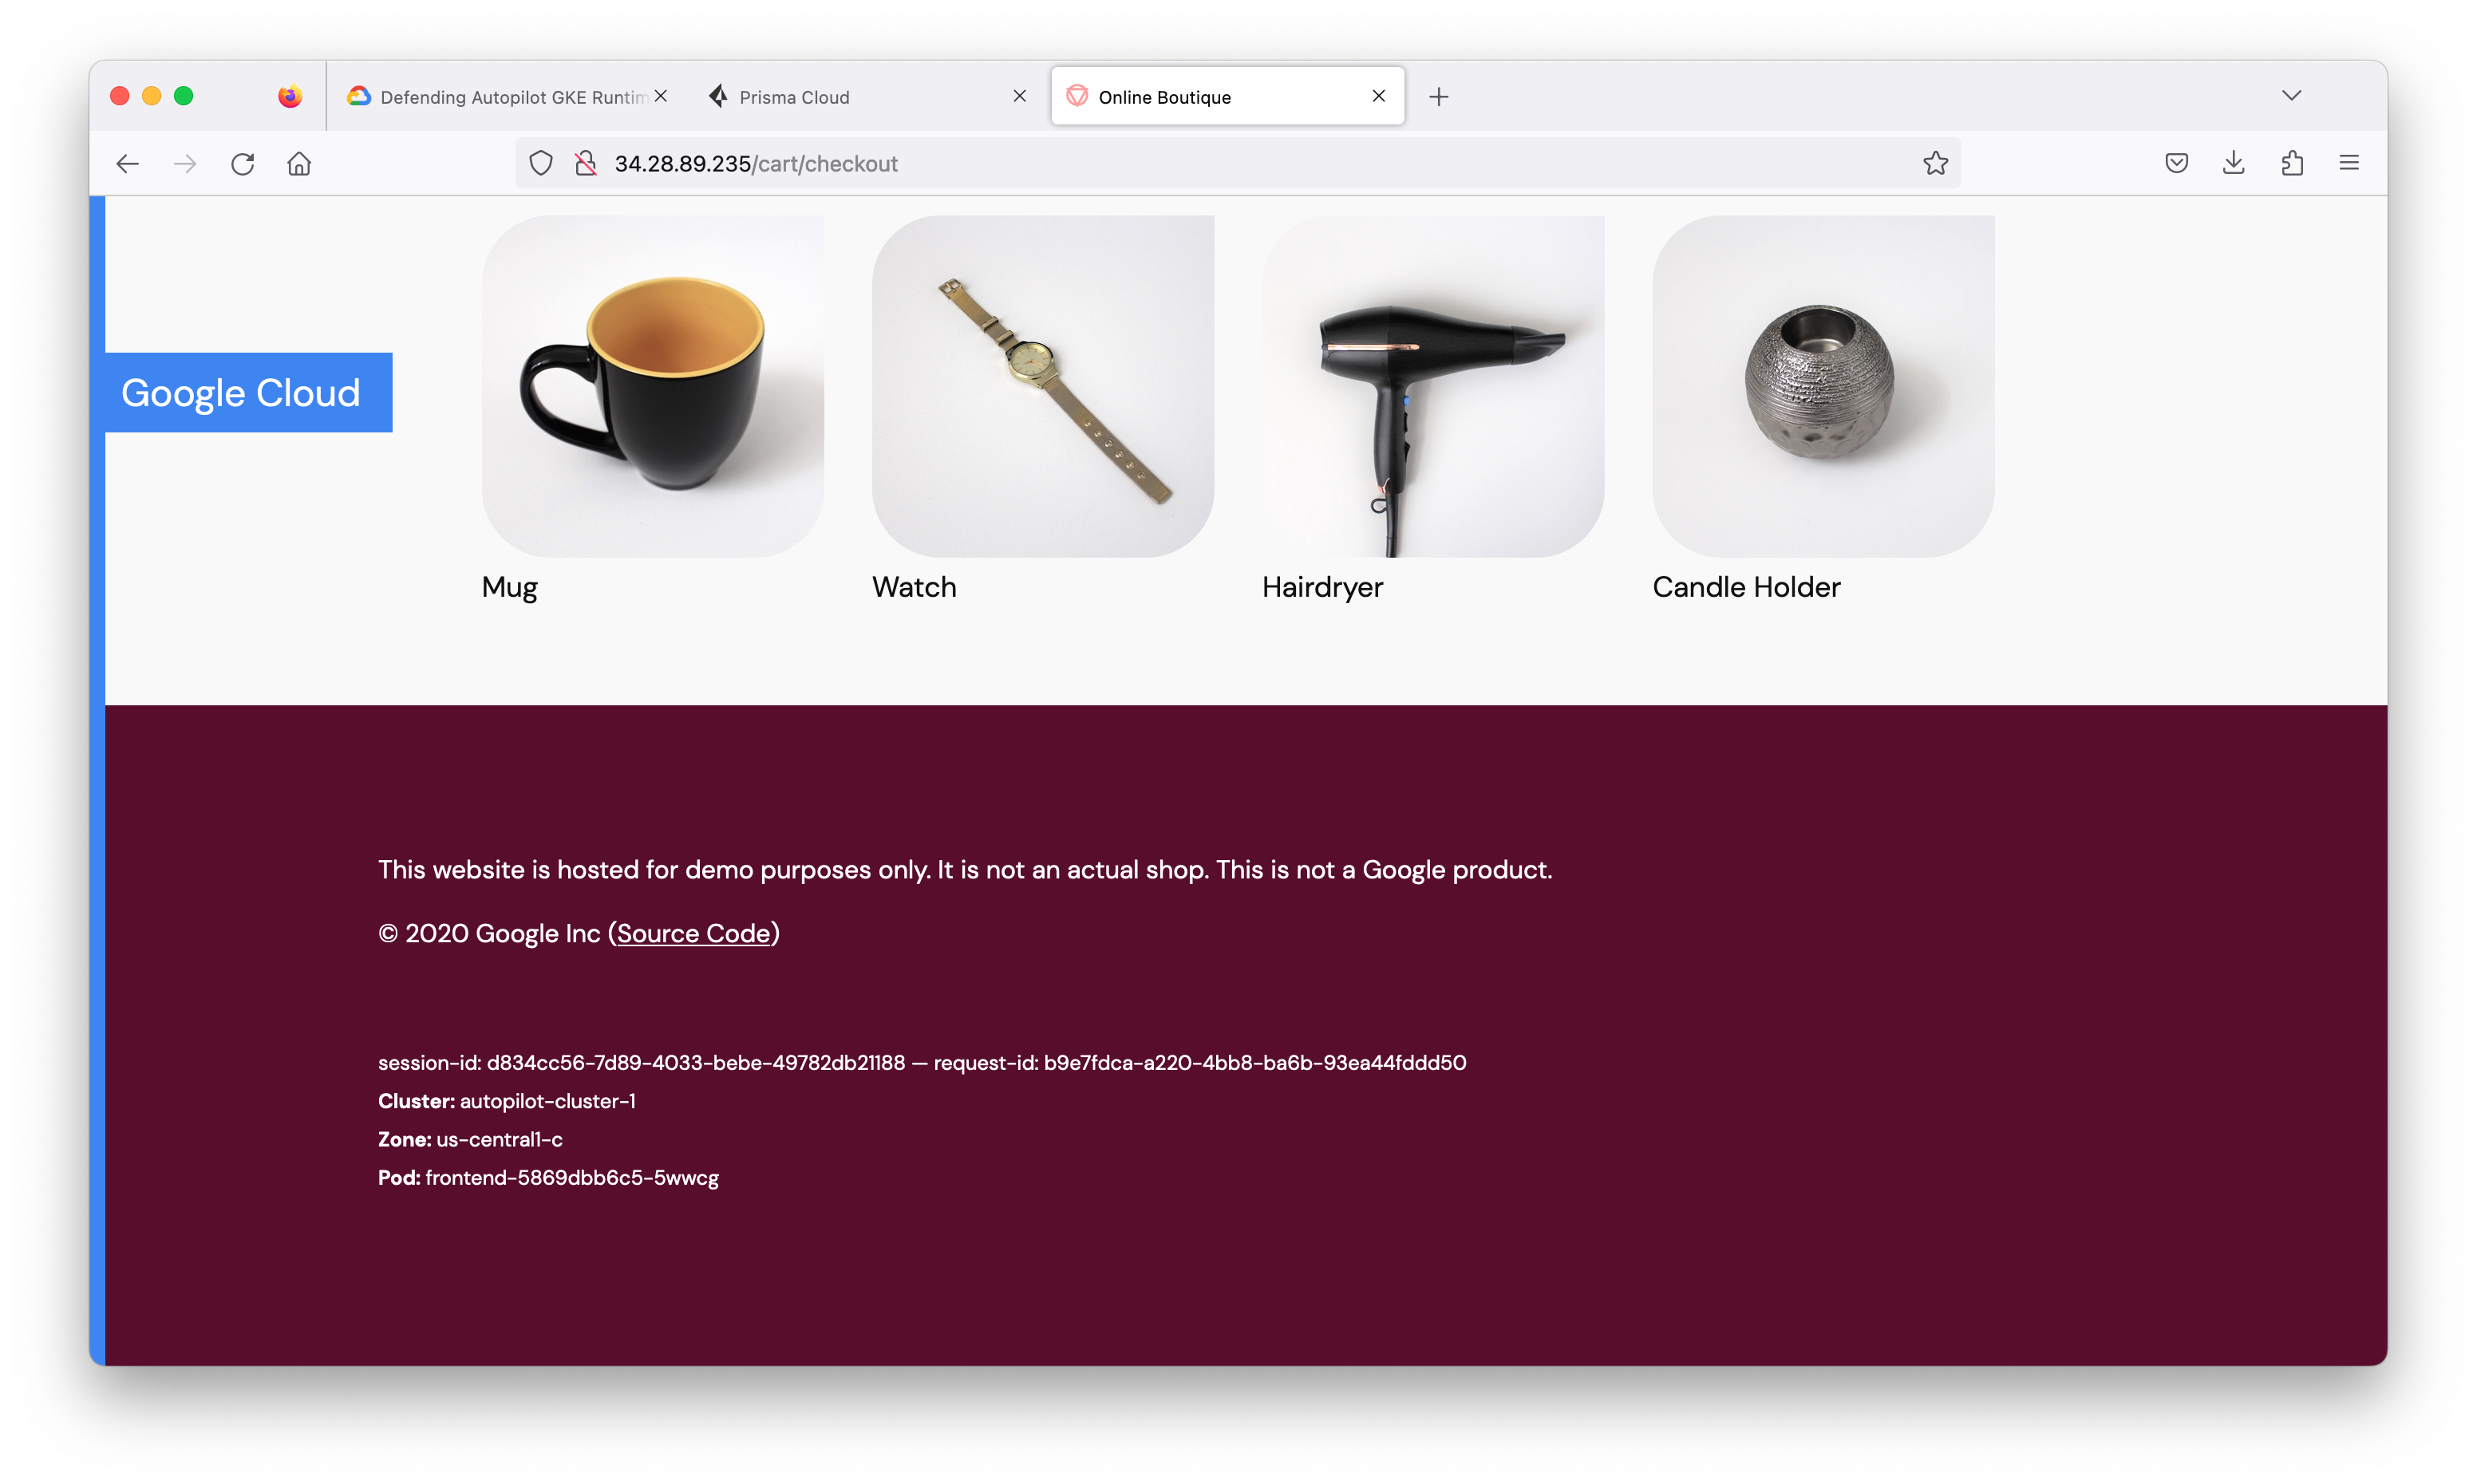 Defending Autopilot GKE Runtim
Prisma Cloud
Online Boutique
34.28.89.235/cart/checkout
Google Cloud
Mug
Watch
Hairdryer
Candle Holder
This website is hosted for demo purposes only. It is not an actual shop. This is not a Google product.
© 2020 Google Inc (Source Code)
session-id: d834cc56-7d89-4033-bebe-49782db21188 — request-id: b9e7fdca-a220-4bb8-ba6b-93ea44fddd50
Cluster: autopilot-cluster-1
Zone: us-central1-c
Pod: frontend-5869dbb6c5-5wwcg